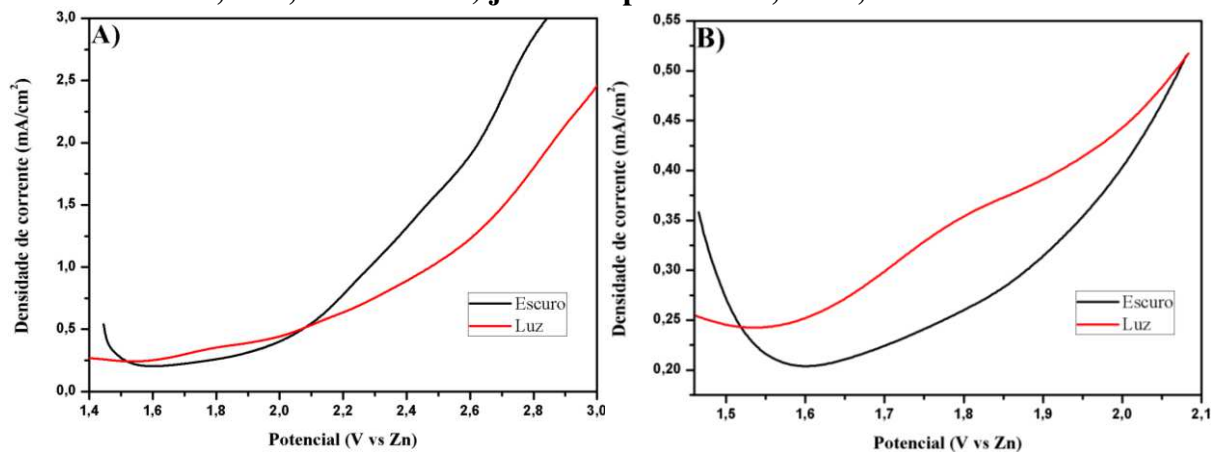 A)
Densidade de corrente (mA/cm²)
3,0
2,5
2,0
1,5
1,0
0,5
0,0
Escuro
Luz
1,4 1,6 1,8 2,0 2,2 2,4 2,6 2,8 3,0
Potencial (V vs Zn)
B)
Densidade de corrente (mA/cm²)
0,55
0,50
0,45
0,40
0,35
0,30
0,25
0,20
Escuro
Luz
1,5 1,6 1,7 1,8 1,9 2,0 2,1
Potencial (V vs Zn)